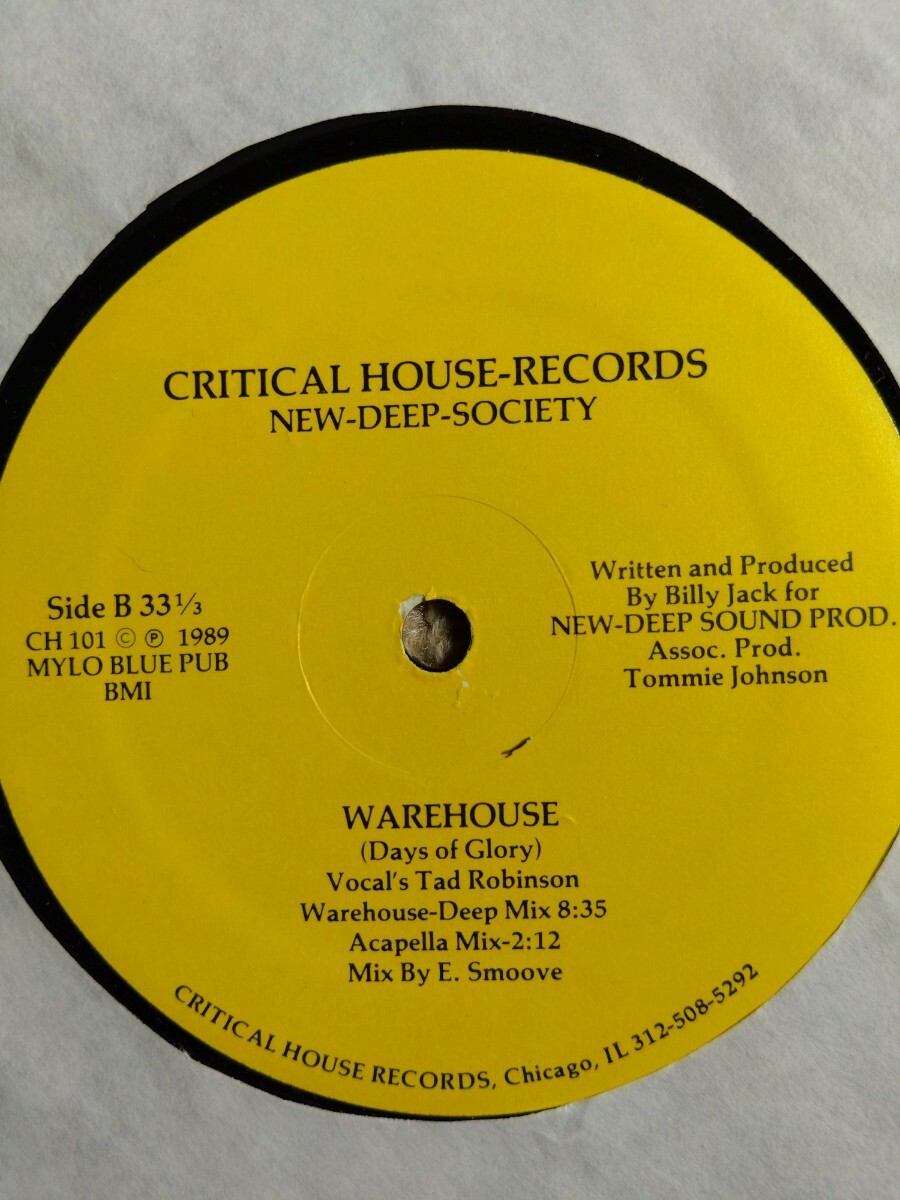 CRITICAL HOUSE-RECORDS
NEW-DEEP-SOCIETY
Side B 33 ⅓
CH 101 © ℗ 1989
MYLO BLUE PUB
BMI
Written and Produced
By Billy Jack for
NEW-DEEP SOUND PROD.
Assoc. Prod.
Tommie Johnson
WAREHOUSE
(Days of Glory)
Vocal's Tad Robinson
Warehouse-Deep Mix 8:35
Acapella Mix-2:12
Mix By E. Smoove
CRITICAL HOUSE RECORDS, Chicago, IL 312-508-5292